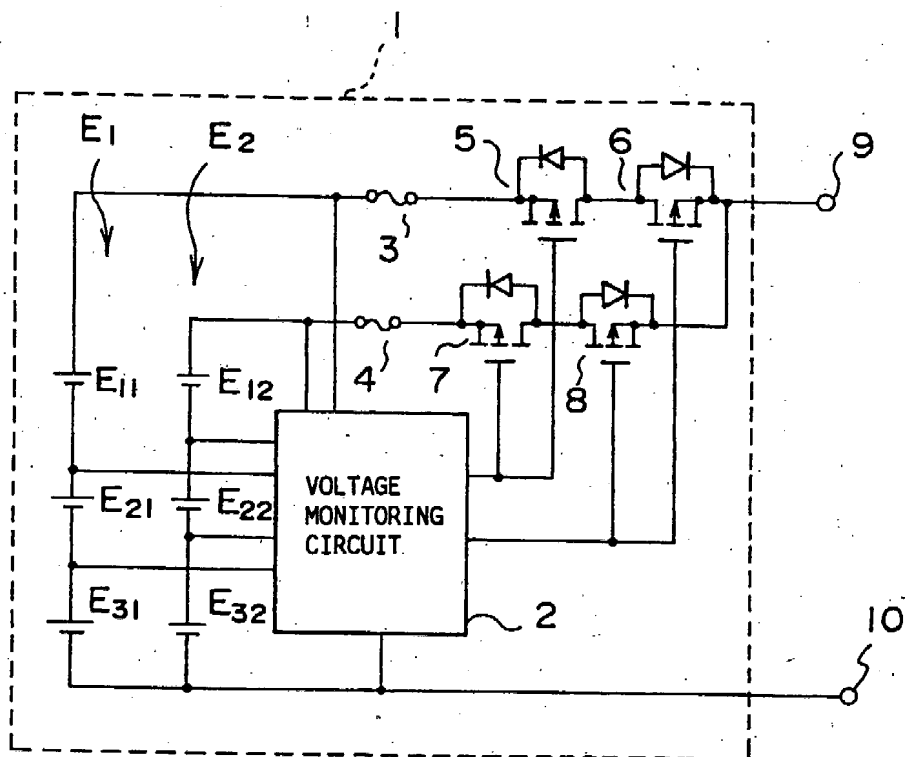 1
E1
E2
5
6
9
3
4
7
8
E11
E12
E21
E22
VOLTAGE
MONITORING
CIRCUIT
E31
E32
2
10